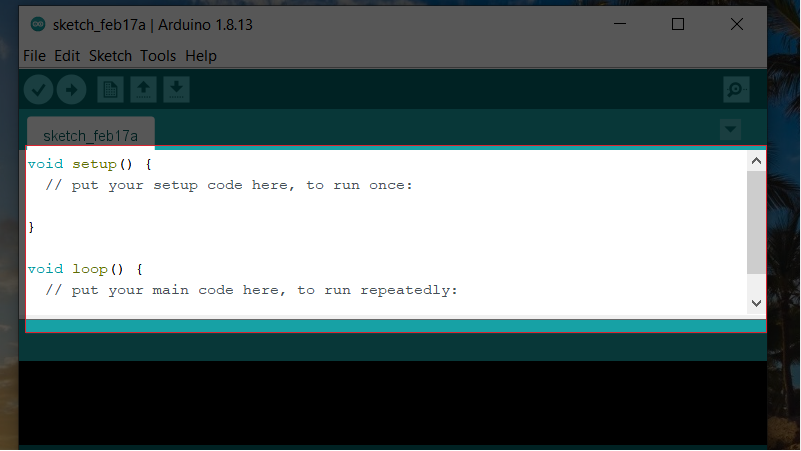 sketch_feb17a | Arduino 1.8.13
File Edit Sketch Tools Help
sketch_feb17a
void setup() {
  // put your setup code here, to run once:

}

void loop() {
  // put your main code here, to run repeatedly: